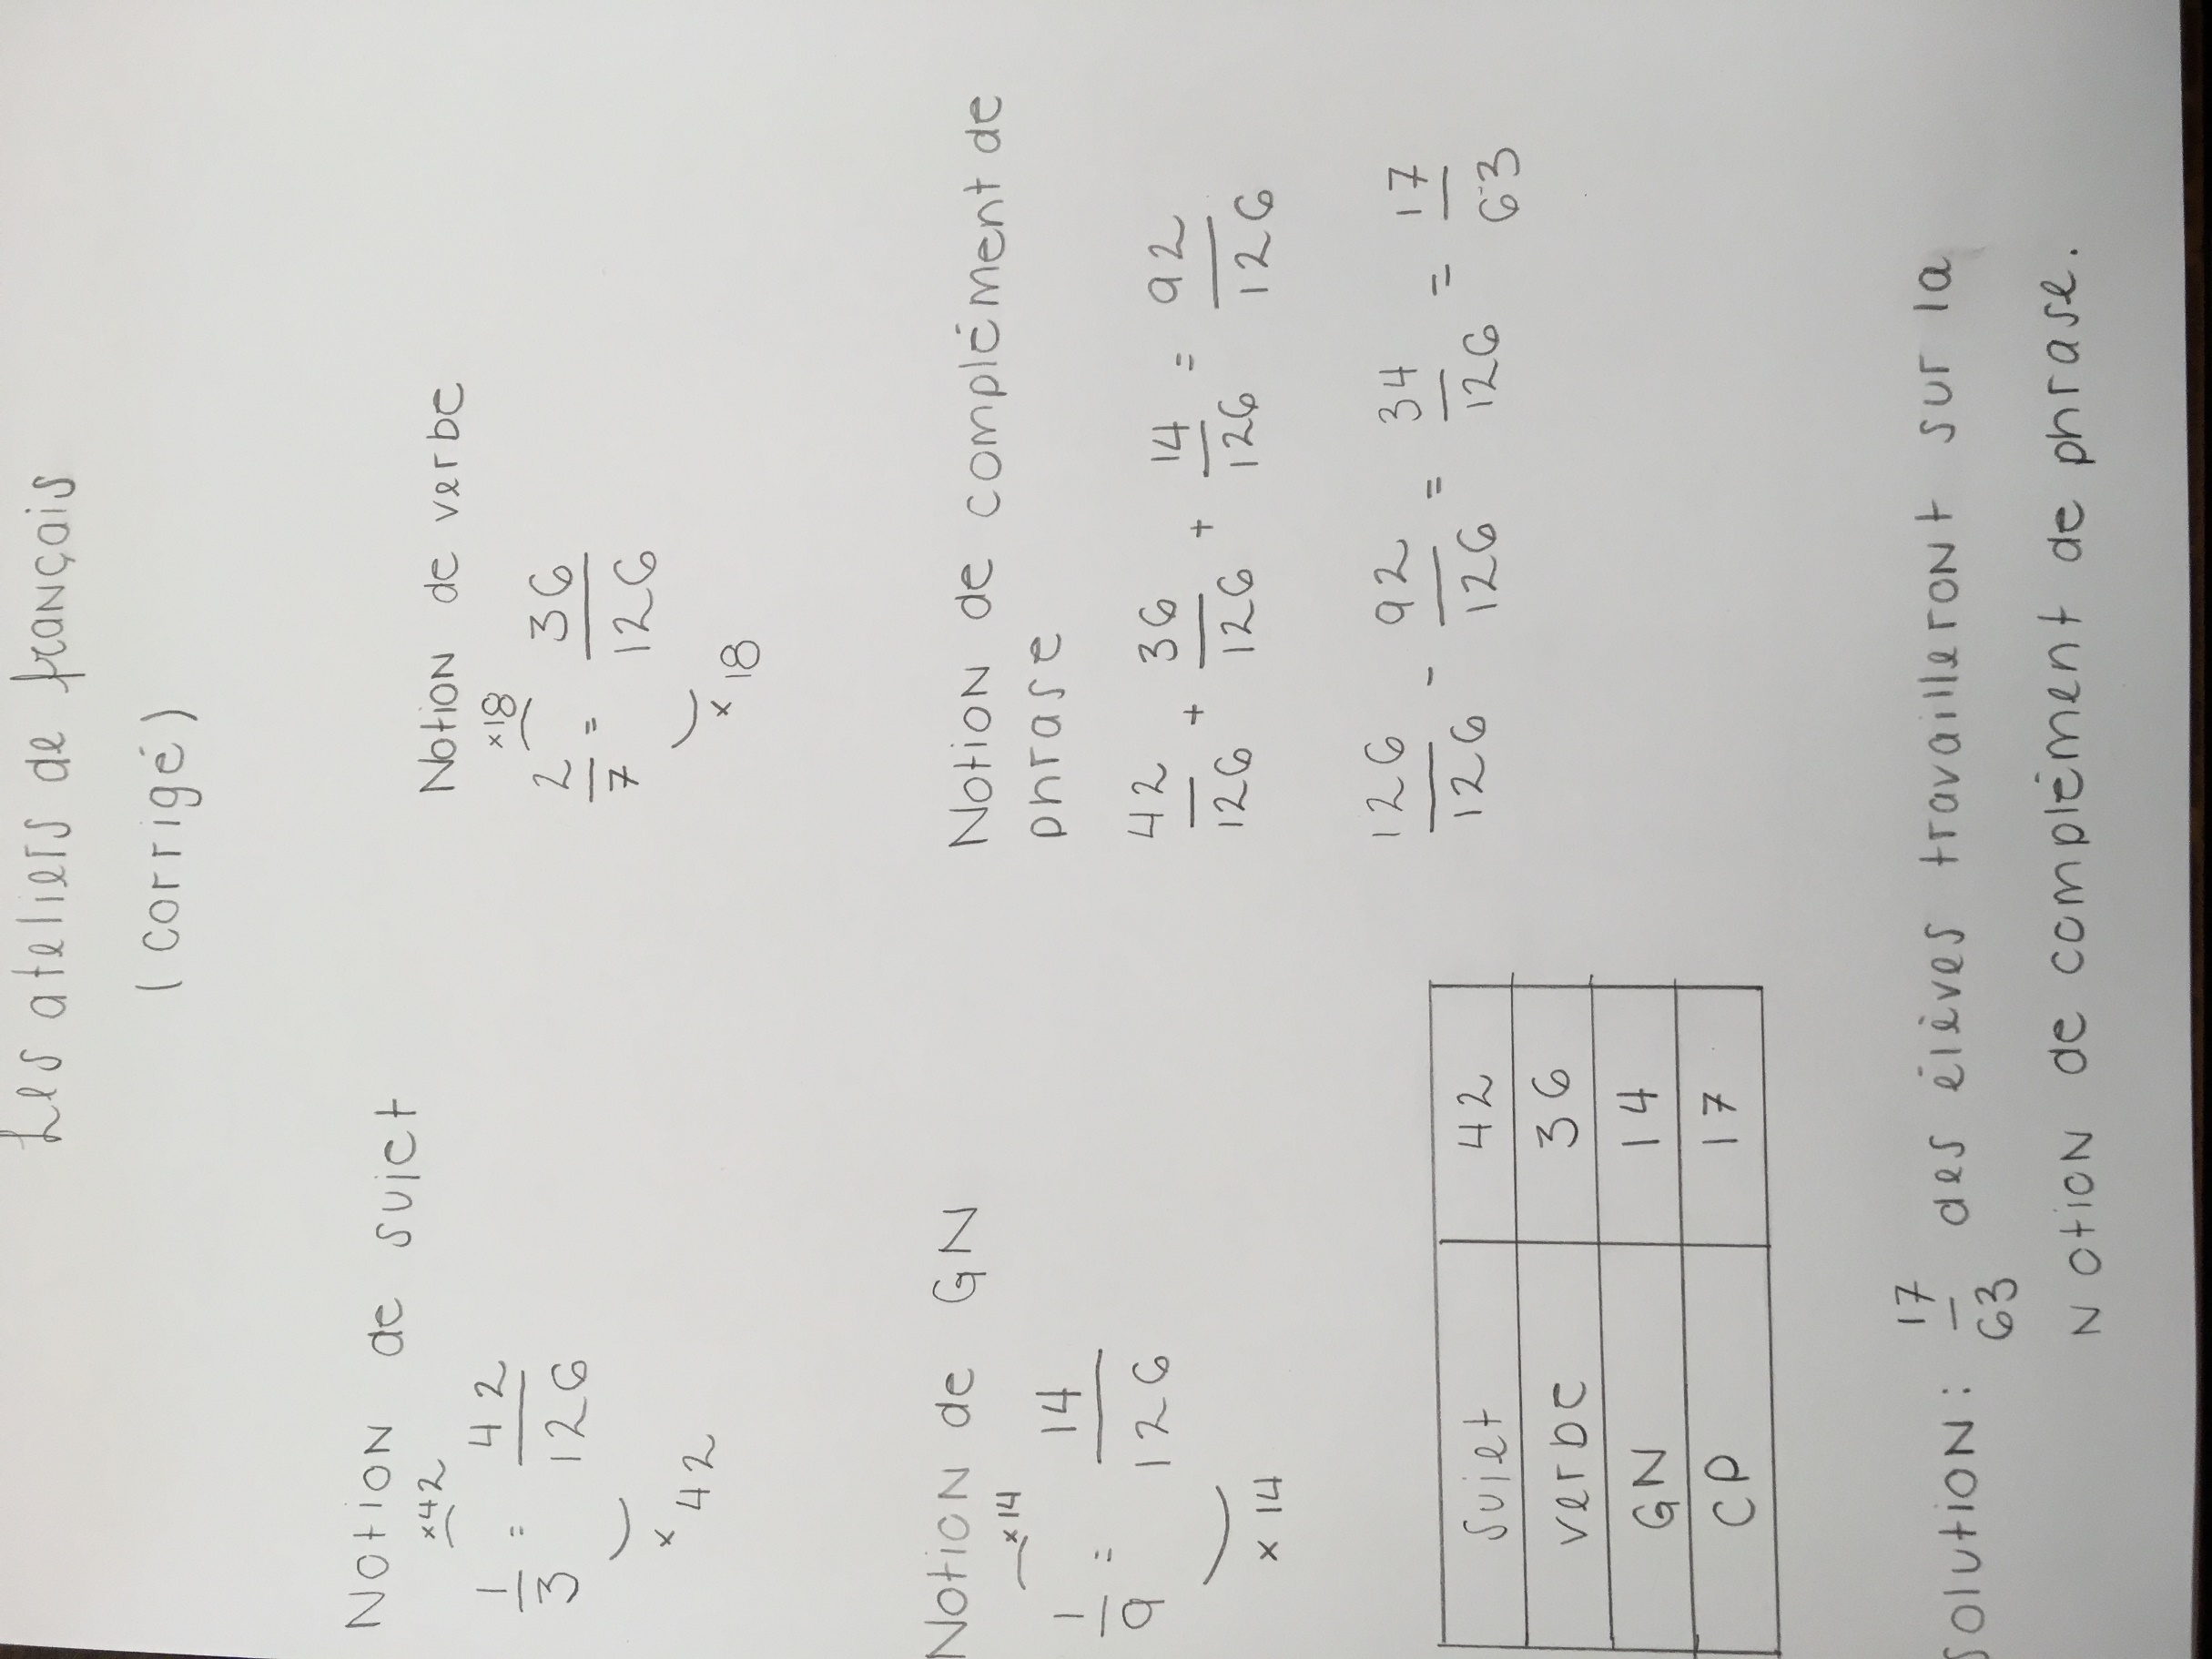 Les ateliers de français
(corrigé)
Notion de sujet
×42
1/3 = 42/126
×42
Notion de verbe
×18
2/7 = 36/126
×18
Notion de GN
×14
1/9 = 14/126
×14
Notion de complément de
phrase
42/126 + 36/126 + 14/126 = 92/126
126/126 - 92/126 = 34/126 = 17/63
Sujet 42
verbe 36
GN 14
CP 17
Solution: 17/63 des élèves travailleront sur la
notion de complément de phrase.